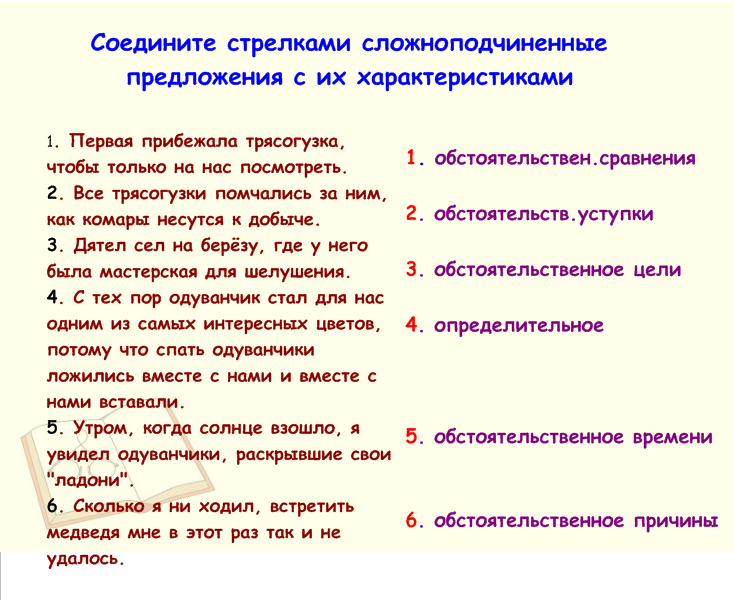 Соедините стрелками сложноподчиненные
предложения с их характеристиками
1. Первая прибежала трясогузка,
чтобы только на нас посмотреть.
2. Все трясогузки помчались за ним,
как комары несутся к добыче.
3. Дятел сел на берёзу, где у него
была мастерская для шелушения.
4. С тех пор одуванчик стал для нас
одним из самых интересных цветов,
потому что спать одуванчики
ложились вместе с нами и вместе с
нами вставали.
5. Утром, когда солнце взошло, я
увидел одуванчики, раскрывшие свои
"ладони".
6. Сколько я ни ходил, встретить
медведя мне в этот раз так и не
удалось.
1. обстоятельствен.сравнения
2. обстоятельств.уступки
3. обстоятельственное цели
4. определительное
5. обстоятельственное времени
6. обстоятельственное причины